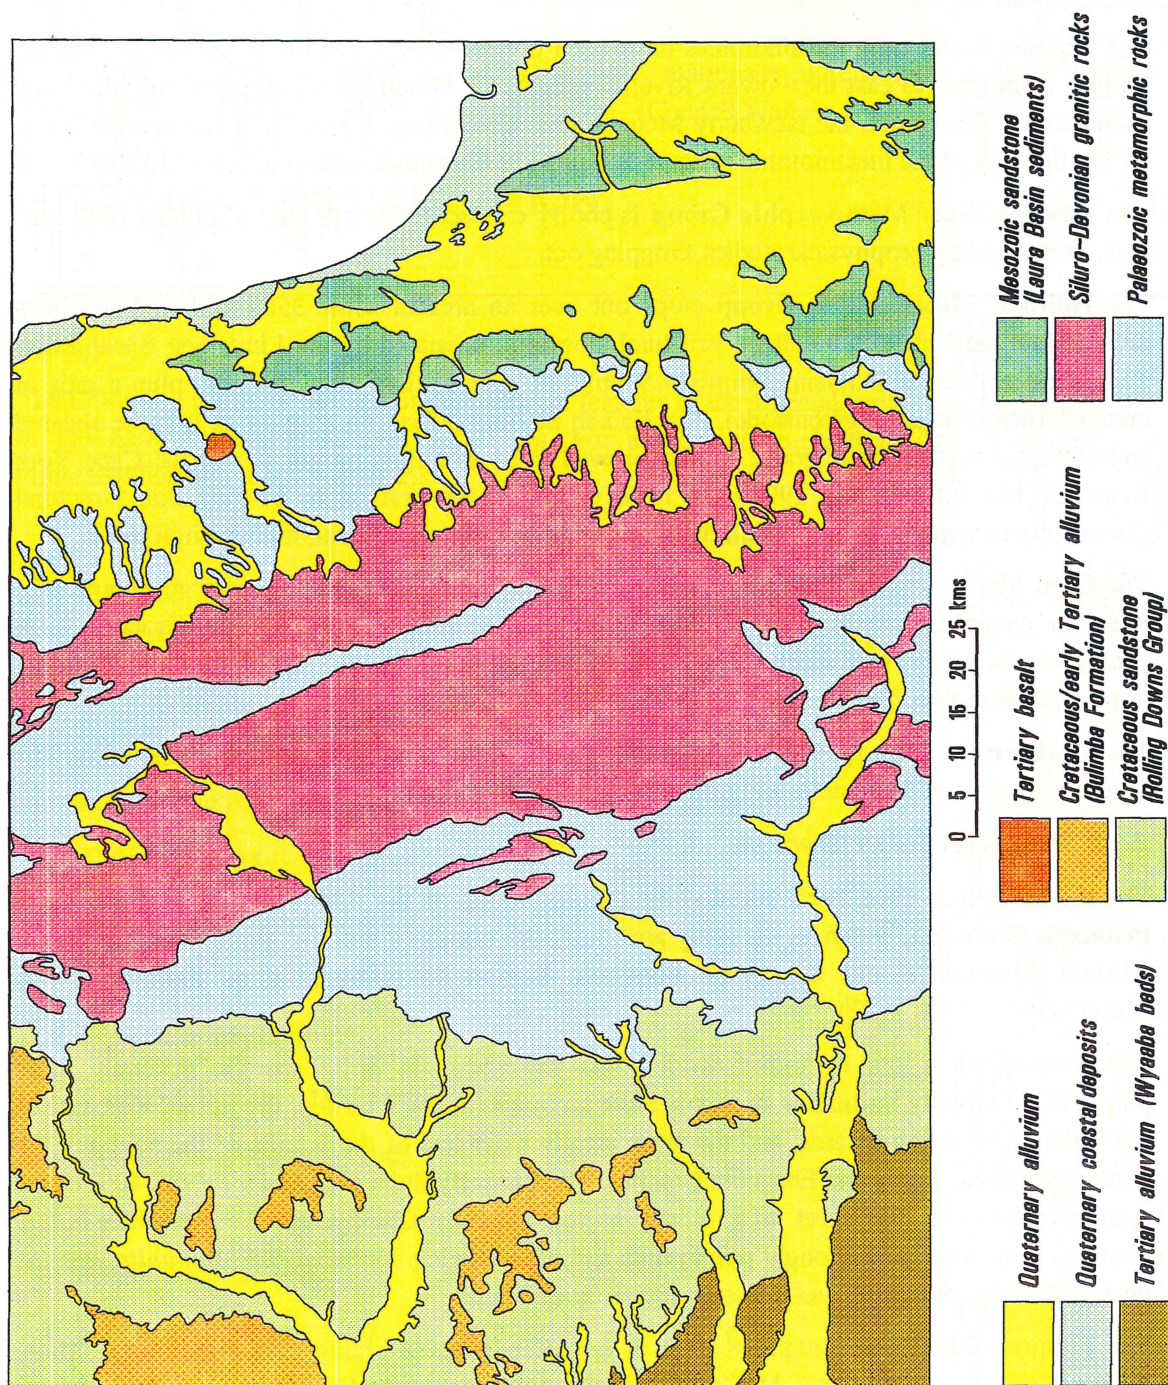 Quaternary alluvium
Quaternary coastal deposits
Tertiary alluvium (Wyaaba beds)
Tertiary basalt
Cretaceous/early Tertiary alluvium
(Bulimba Formation)
Cretaceous sandstone
(Rolling Downs Group)
Mesozoic sandstone
(Laura Basin sediments)
Siluro-Devonian granitic rocks
Palaeozoic metamorphic rocks
0 5 10 15 20 25 kms